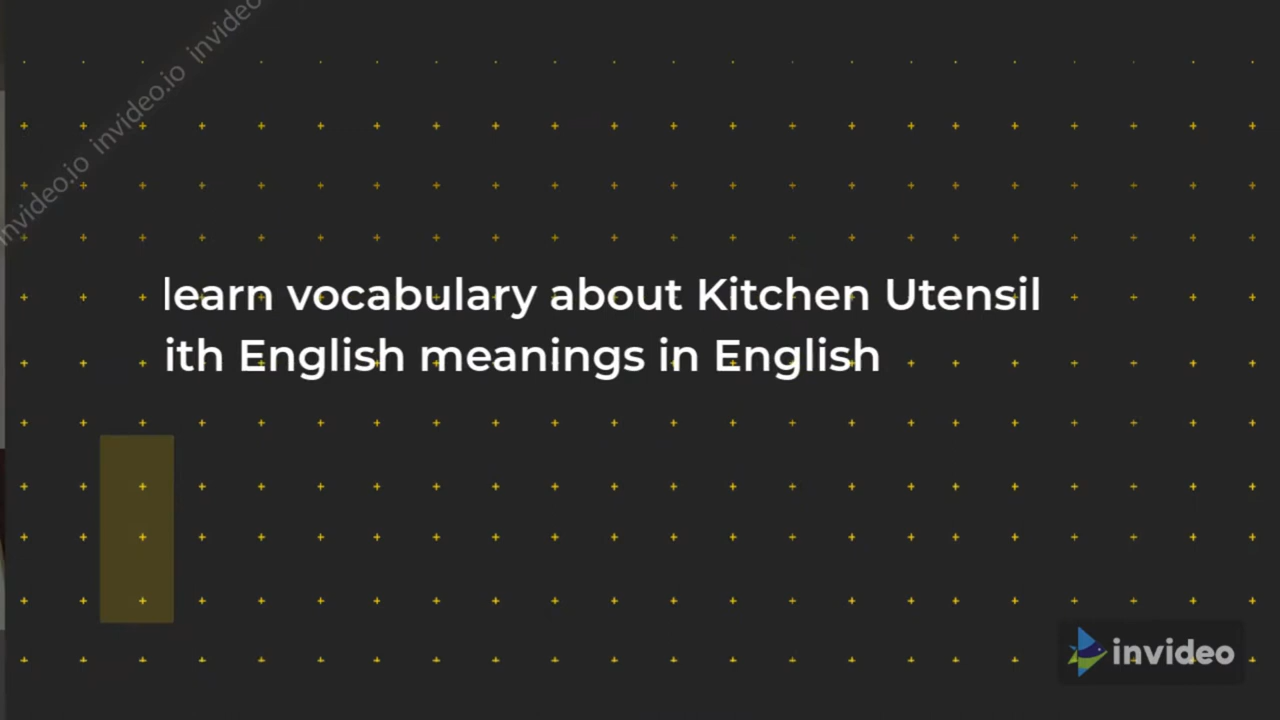 invideo.io invideo.io invideo
learn vocabulary about Kitchen Utensil
ith English meanings in English
invideo